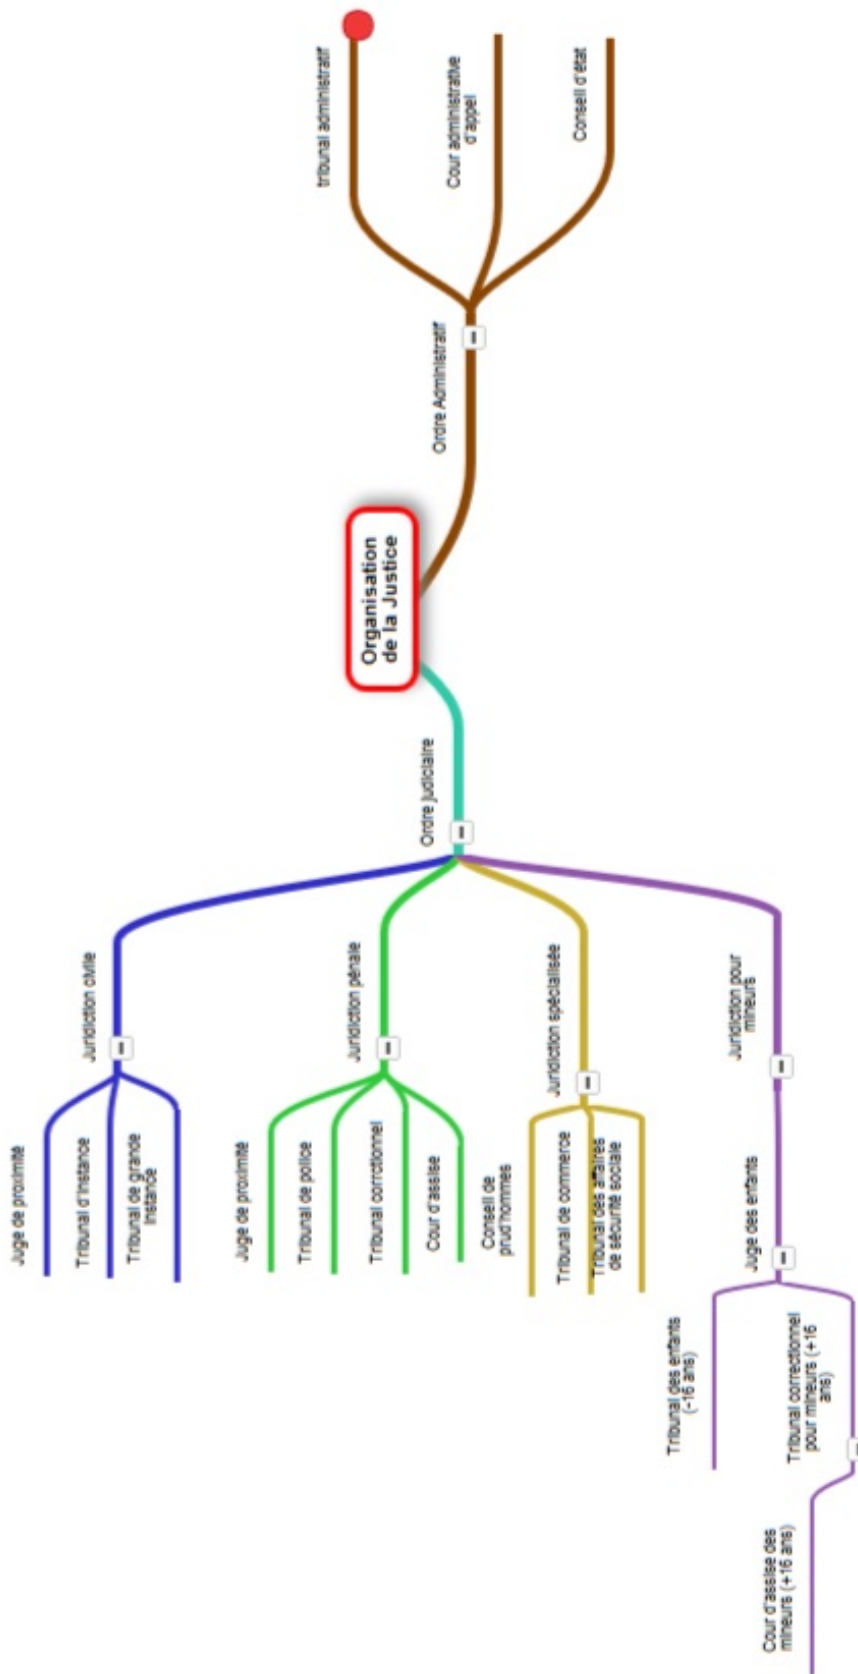 Organisation
de la Justice
Ordre Administratif
tribunal administratif
Cour administrative
d'appel
Conseil d'état
Ordre judiciaire
Juridiction civile
Juge de proximité
Tribunal d'instance
Tribunal de grande
instance
Juridiction pénale
Juge de proximité
Tribunal de police
Tribunal corrctionnel
Cour d'assise
Juridiction spécialisée
Conseil de
prud'hommes
Tribunal de commerce
Tribunal des affaires
de sécurité sociale
Juridiction pour
mineurs
Juge des enfants
Tribunal des enfants
(-16 ans)
Tribunal correctionnel
pour mineurs (+16
ans)
Cour d'assise des
mineurs (+16 ans)